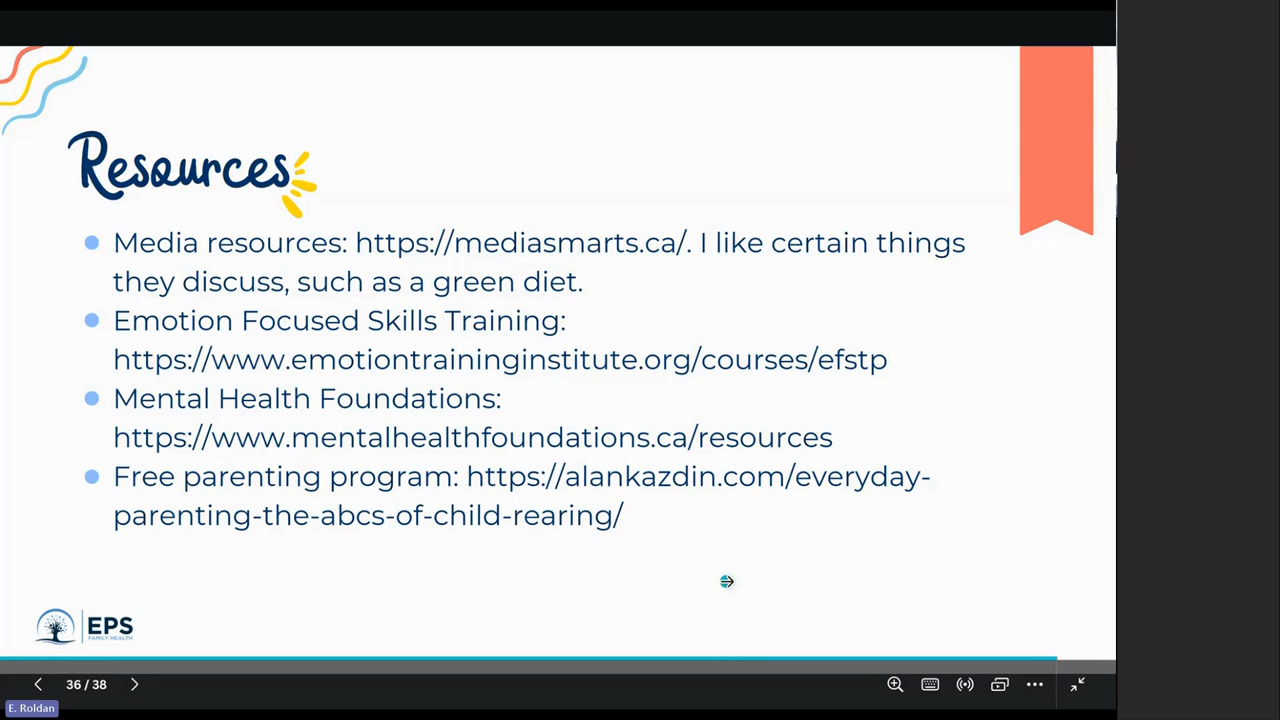 Resources
Media resources: https://mediasmarts.ca/. I like certain things
they discuss, such as a green diet.
Emotion Focused Skills Training:
https://www.emotiontraininginstitute.org/courses/efstp
Mental Health Foundations:
https://www.mentalhealthfoundations.ca/resources
Free parenting program: https://alankazdin.com/everyday-
parenting-the-abcs-of-child-rearing/
EPS
FAMILY HEALTH
36 / 38
E. Roldan